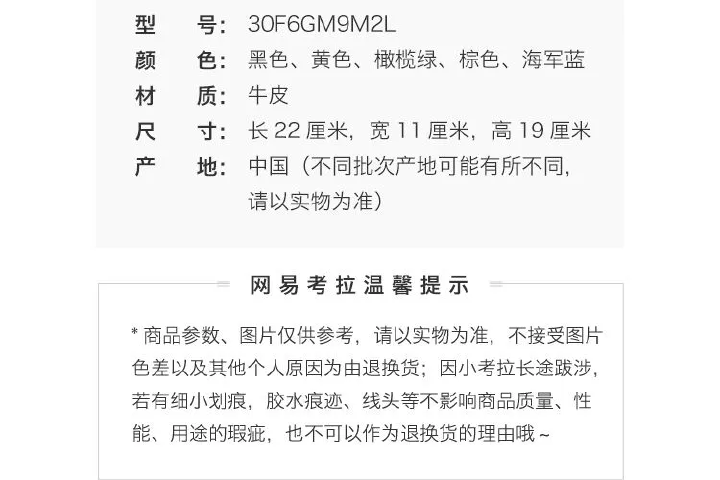 型 号：30F6GM9M2L
颜 色：黑色、黄色、橄榄绿、棕色、海军蓝
材 质：牛皮
尺 寸：长 22 厘米，宽 11 厘米，高 19 厘米
产 地：中国（不同批次产地可能有所不同，
请以实物为准）
网易考拉温馨提示
* 商品参数、图片仅供参考，请以实物为准，不接受图片
色差以及其他个人原因为由退换货；因小考拉长途跋涉，
若有细小划痕，胶水痕迹、线头等不影响商品质量、性
能、用途的瑕疵，也不可以作为退换货的理由哦~